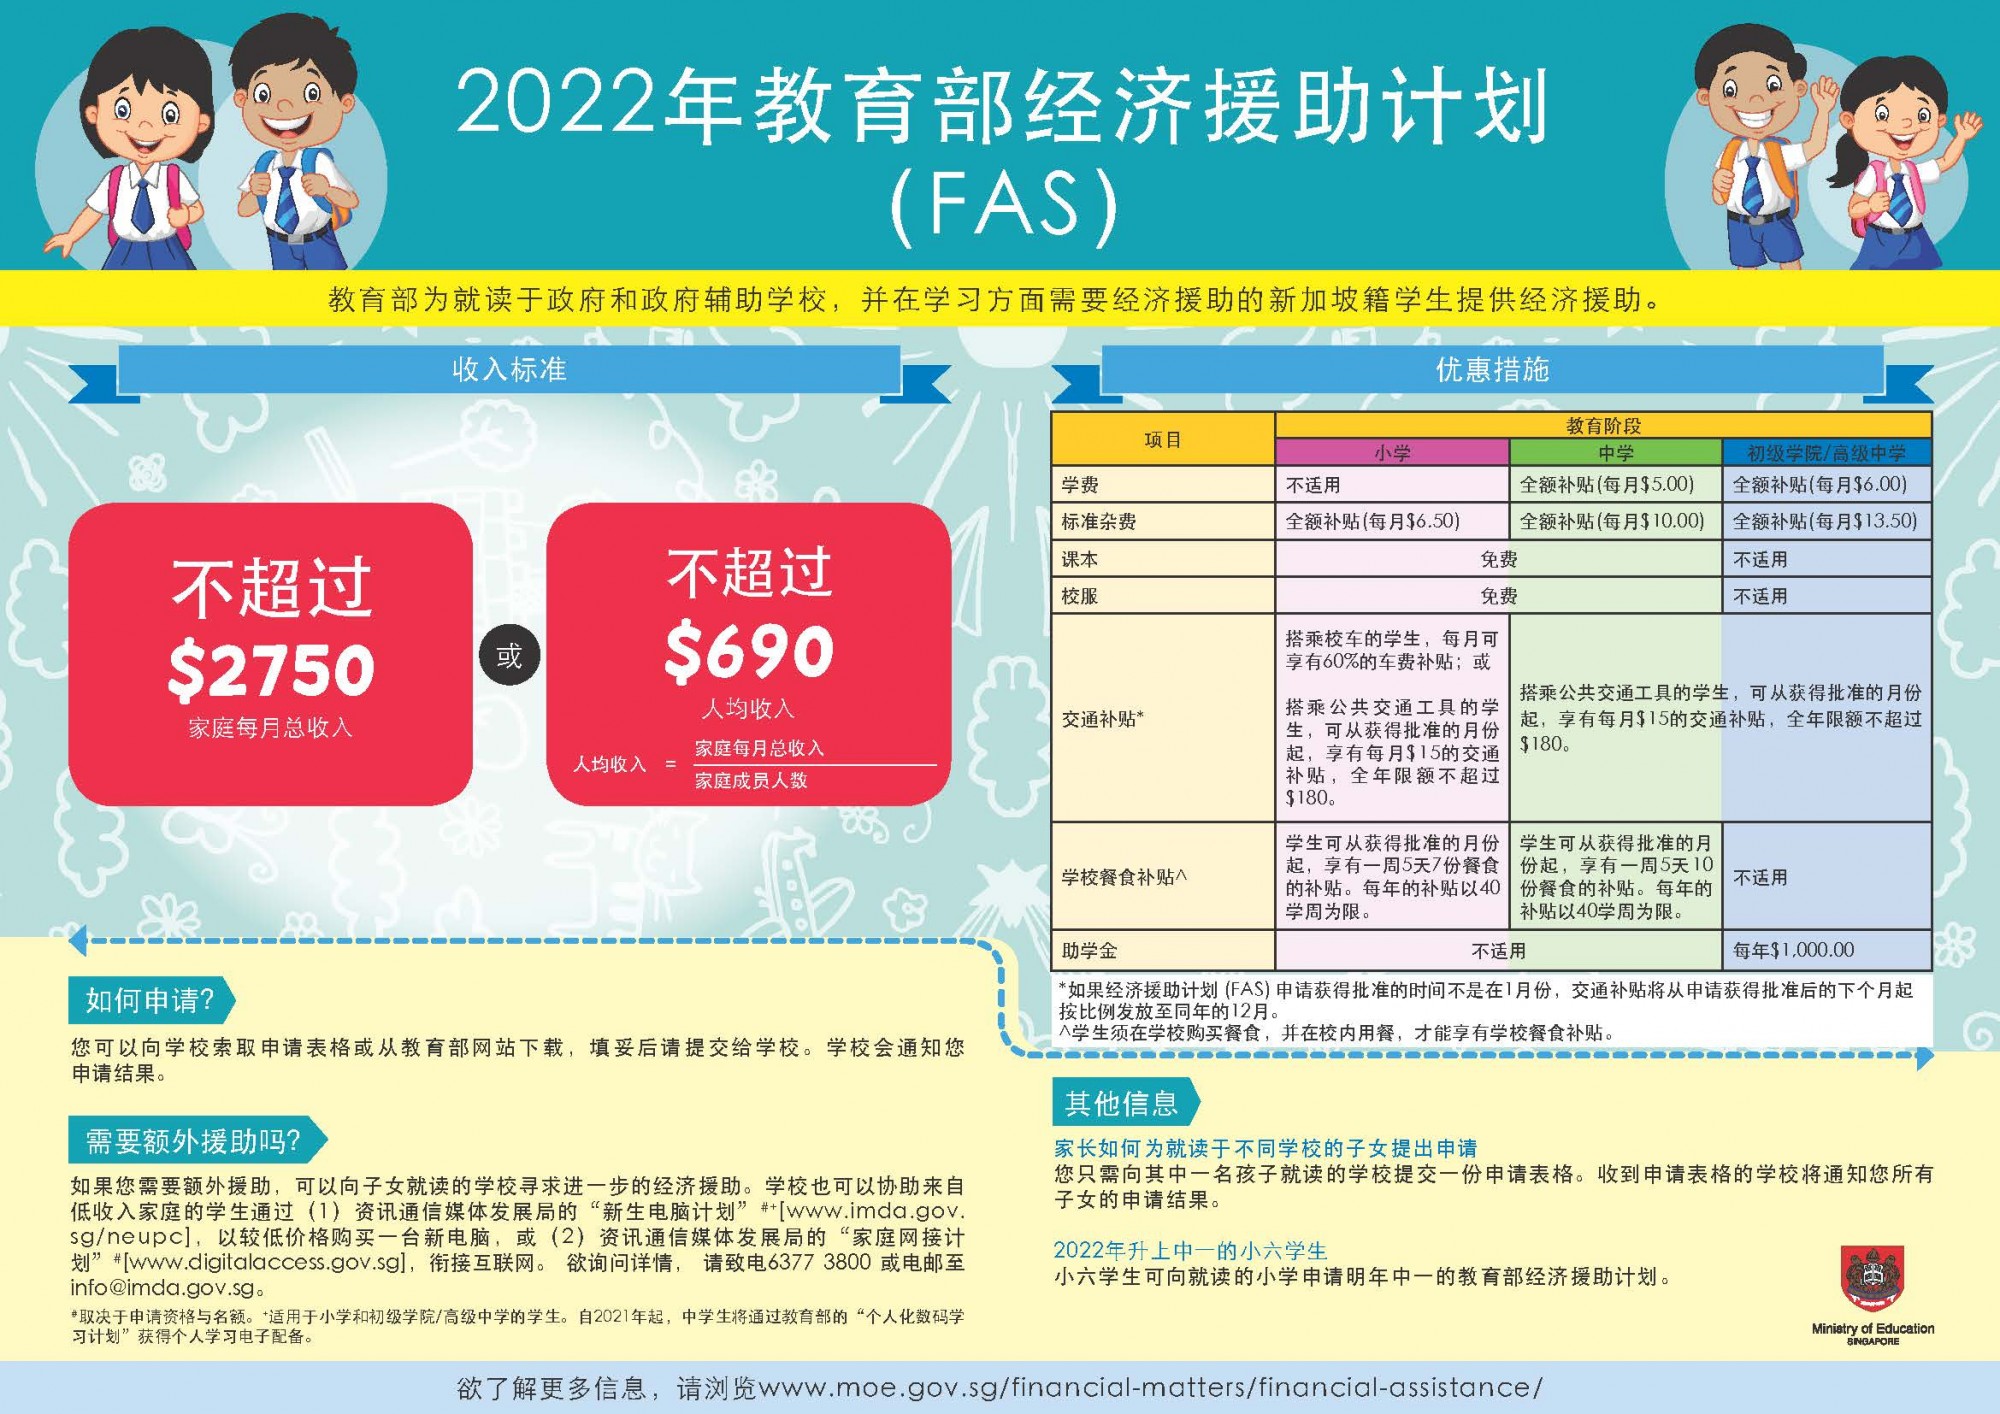 2022年教育部经济援助计划
(FAS)
教育部为就读于政府和政府辅助学校，并在学习方面需要经济援助的新加坡籍学生提供经济援助。
收入标准
不超过
$2750
家庭每月总收入
或
不超过
$690
人均收入
人均收入 = 家庭每月总收入
家庭成员人数
如何申请?
您可以向学校索取申请表格或从教育部网站下载，填妥后请提交给学校。学校会通知您
申请结果。
需要额外援助吗?
如果您需要额外援助，可以向子女就读的学校寻求进一步的经济援助。学校也可以协助来自
低收入家庭的学生通过（1）资讯通信媒体发展局的“新生电脑计划”#+[www.imda.gov.
sg/neupc]，以较低价格购买一台新电脑，或（2）资讯通信媒体发展局的“家庭网接计
划”#[www.digitalaccess.gov.sg]，衔接互联网。 欲询问详情， 请致电6377 3800 或电邮至
info@imda.gov.sg。
#取决于申请资格与名额。+适用于小学和初级学院/高级中学的学生。自2021年起，中学生将通过教育部的“个人化数码学
习计划”获得个人学习电子配备。
优惠措施
项目
教育阶段
小学 中学 初级学院/高级中学
学费 不适用 全额补贴(每月$5.00) 全额补贴(每月$6.00)
标准杂费 全额补贴(每月$6.50) 全额补贴(每月$10.00) 全额补贴(每月$13.50)
课本 免费 不适用
校服 免费 不适用
交通补贴*
搭乘校车的学生，每月可
享有60%的车费补贴；或
搭乘公共交通工具的学
生，可从获得批准的月份
起，享有每月$15的交通
补贴，全年限额不超过
$180。
搭乘公共交通工具的学生，可从获得批准的月份
起，享有每月$15的交通补贴，全年限额不超过
$180。
学校餐食补贴^
学生可从获得批准的月份
起，享有一周5天7份餐食
的补贴。每年的补贴以40
学周为限。
学生可从获得批准的月
份起，享有一周5天10
份餐食的补贴。每年的
补贴以40学周为限。
不适用
助学金 不适用 每年$1,000.00
*如果经济援助计划 (FAS) 申请获得批准的时间不是在1月份，交通补贴将从申请获得批准后的下个月起
按比例发放至同年的12月。
^学生须在学校购买餐食，并在校内用餐，才能享有学校餐食补贴。
其他信息
家长如何为就读于不同学校的子女提出申请
您只需向其中一名孩子就读的学校提交一份申请表格。收到申请表格的学校将通知您所有
子女的申请结果。
2022年升上中一的小六学生
小六学生可向就读的小学申请明年中一的教育部经济援助计划。
Ministry of Education
SINGAPORE
欲了解更多信息，请浏览www.moe.gov.sg/financial-matters/financial-assistance/